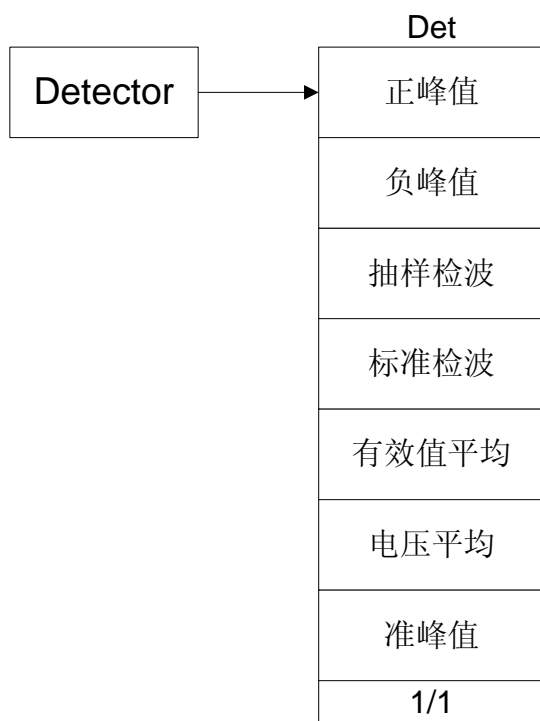 Det
Detector
正峰值
负峰值
抽样检波
标准检波
有效值平均
电压平均
准峰值
1/1